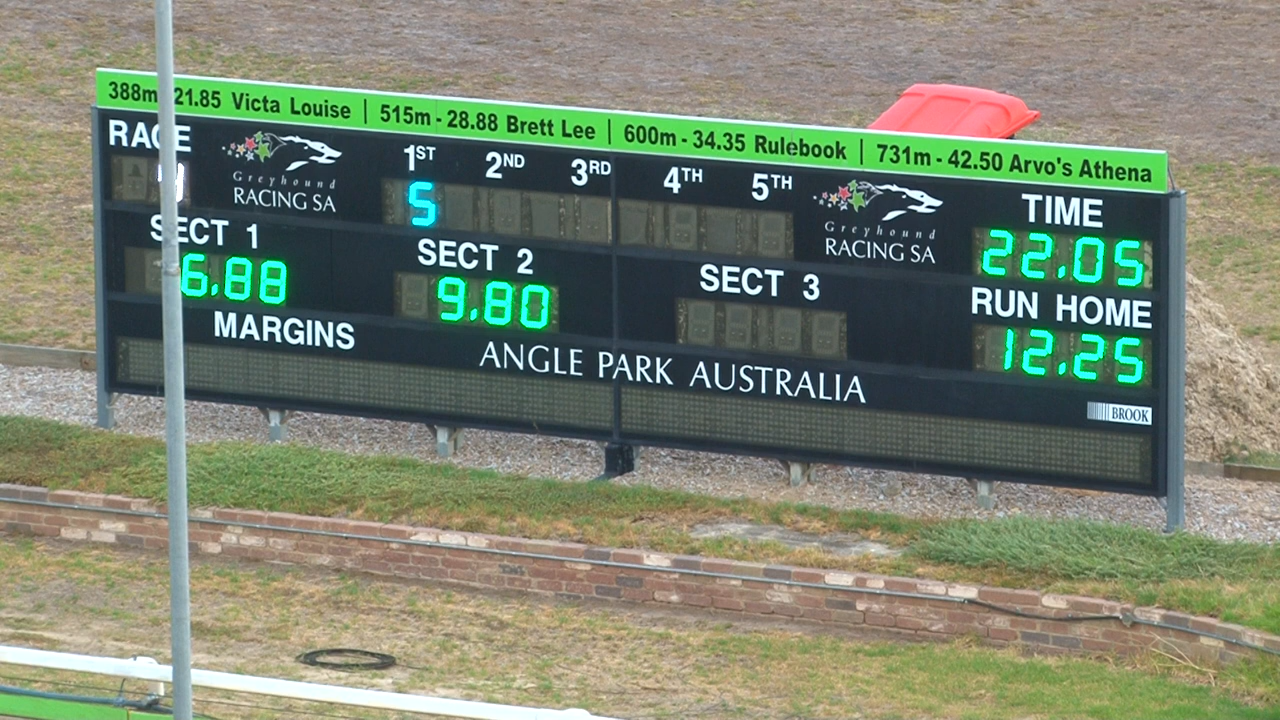 388m 21.85 Victa Louise | 515m - 28.88 Brett Lee | 600m - 34.35 Rulebook | 731m - 42.50 Arvo's Athena
RACE
Greyhound
RACING SA
1ST 2ND 3RD 4TH 5TH
5
Greyhound
RACING SA
TIME
22.05
SECT 1
6.88
SECT 2
9.80
SECT 3
RUN HOME
12.25
MARGINS
ANGLE PARK AUSTRALIA
BROOK